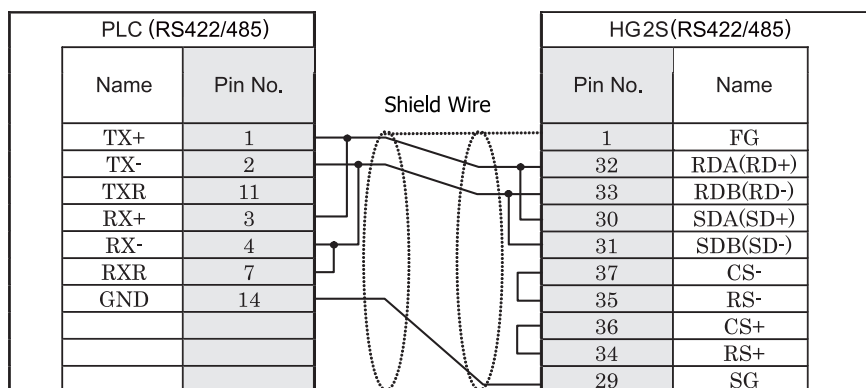 PLC (RS422/485) HG2S(RS422/485)
Name Pin No. Shield Wire Pin No. Name
TX+ 1 1 FG
TX- 2 32 RDA(RD+)
TXR 11 33 RDB(RD-)
RX+ 3 30 SDA(SD+)
RX- 4 31 SDB(SD-)
RXR 7 37 CS-
GND 14 35 RS-
36 CS+
34 RS+
29 SG